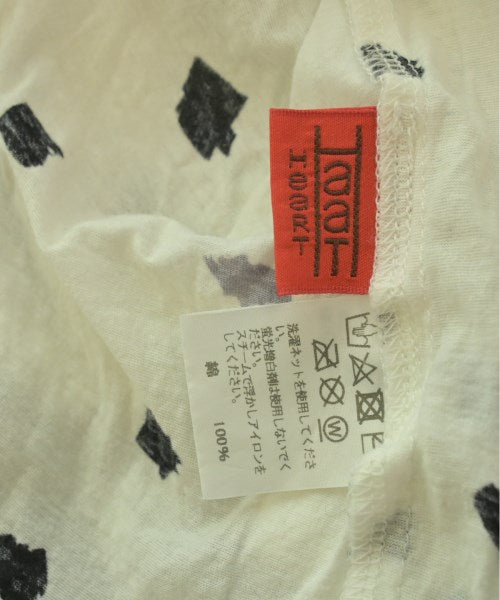 HaaT
HEART
洗濯ネットを使用してくださ
い。
蛍光増白剤は使用しないでく
ださい。
スチームで浮かしアイロンを
してください。
綿 100%
W